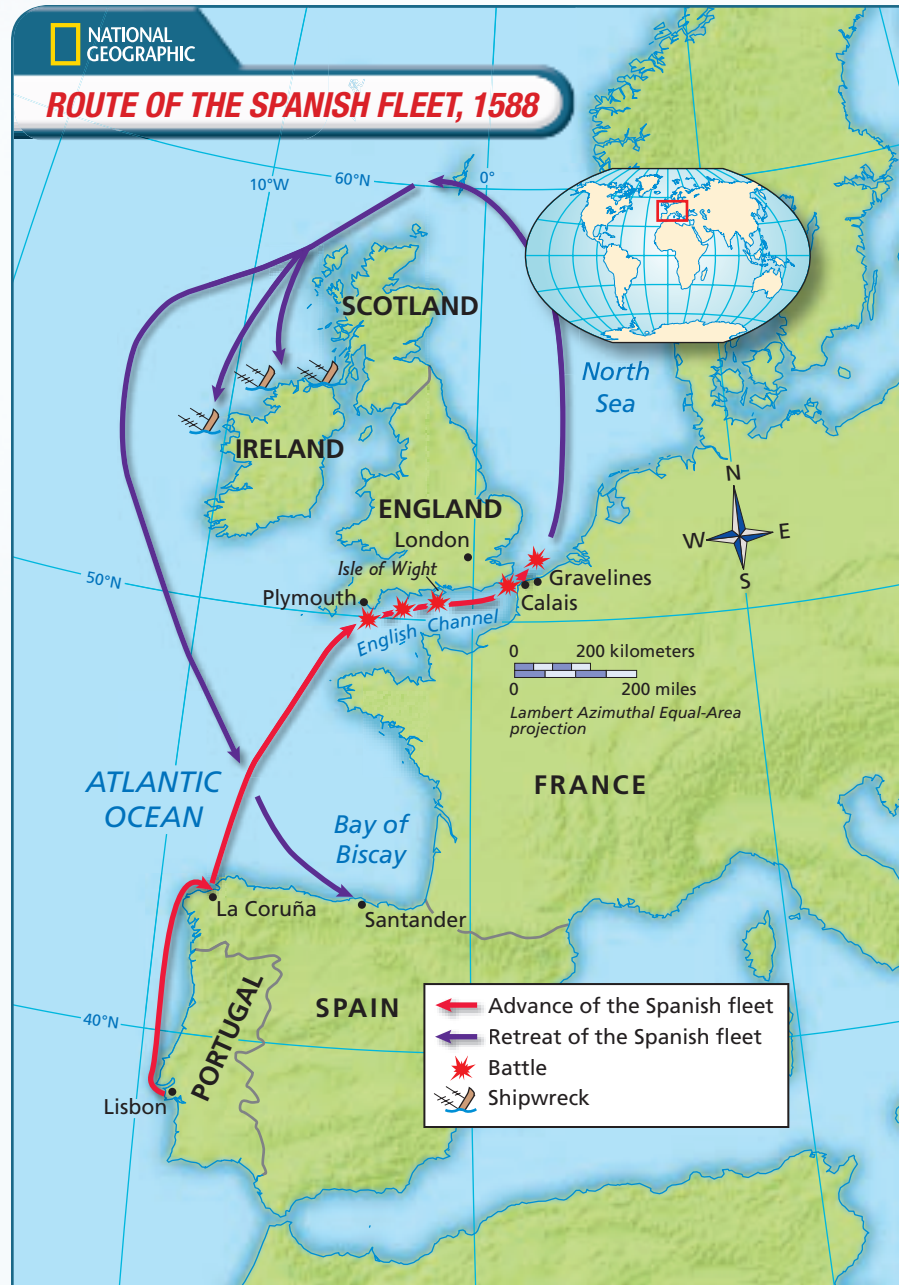 NATIONAL
GEOGRAPHIC
ROUTE OF THE SPANISH FLEET, 1588
10°W
60°N
0°
SCOTLAND
North
Sea
IRELAND
ENGLAND
London
Isle of Wight
Plymouth
Gravelines
Calais
English Channel
N
W
E
S
50°N
0 200 kilometers
0 200 miles
Lambert Azimuthal Equal-Area
projection
FRANCE
ATLANTIC
OCEAN
Bay of
Biscay
La Coruña
Santander
SPAIN
PORTUGAL
40°N
Lisbon
Advance of the Spanish fleet
Retreat of the Spanish fleet
Battle
Shipwreck